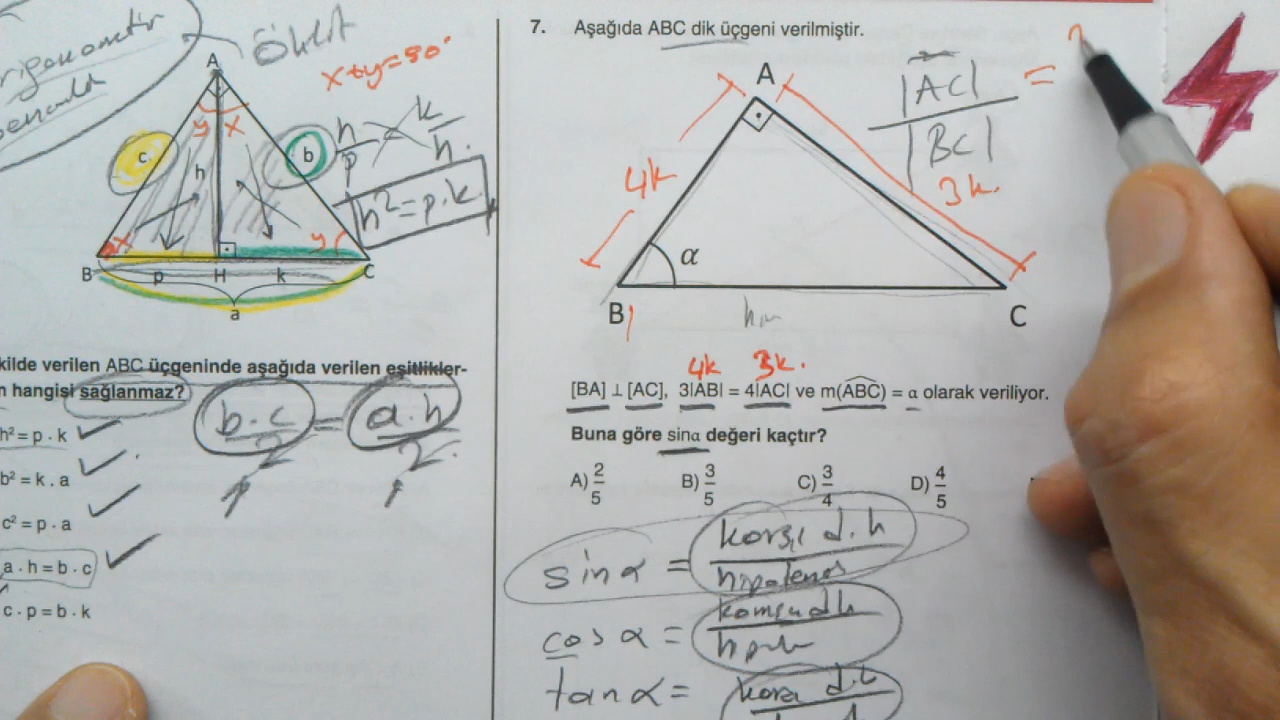 Öklit
x+y=90°
A
y x
c
b
h
h/p k/h
h²=p.k
x y
B p H k C
a
kilde verilen ABC üçgeninde aşağıda verilen eşitlikler-
n hangisi sağlanmaz?
h² = p . k
b² = k . a
c² = p . a
a . h = b . c
c . p = b . k
b.c/2 = a.h/2
7. Aşağıda ABC dik üçgeni verilmiştir.
A
|AC|/|BC| =
4k
3k.
α
B C
4k 3k.
[BA] ⊥ [AC], 3|AB| = 4|AC| ve m(ABC) = α olarak veriliyor.
Buna göre sinα değeri kaçtır?
A) 2/5 B) 3/5 C) 3/4 D) 4/5
sinα = karşı d.h / hipotenüs
cosα = komşu d.h /
tanα = karşı d.h